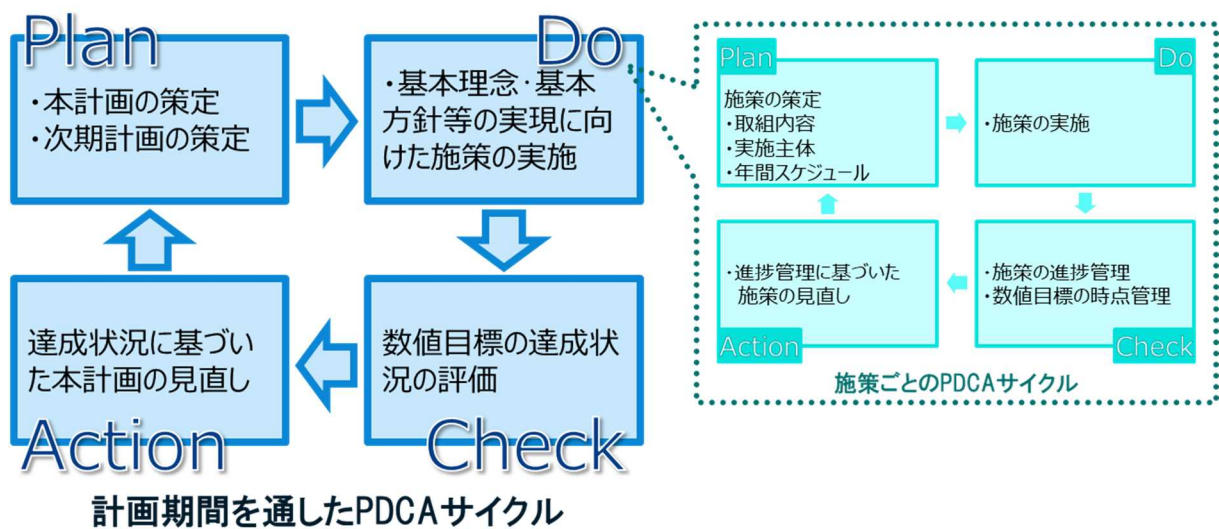 Plan
・本計画の策定
・次期計画の策定
Do
・基本理念・基本
方針等の実現に向
けた施策の実施
達成状況に基づい
た本計画の見直し
Action
数値目標の達成状
況の評価
Check
計画期間を通したPDCAサイクル
Plan
施策の策定
・取組内容
・実施主体
・年間スケジュール
Do
・施策の実施
・進捗管理に基づいた
施策の見直し
Action
・施策の進捗管理
・数値目標の時点管理
Check
施策ごとのPDCAサイクル